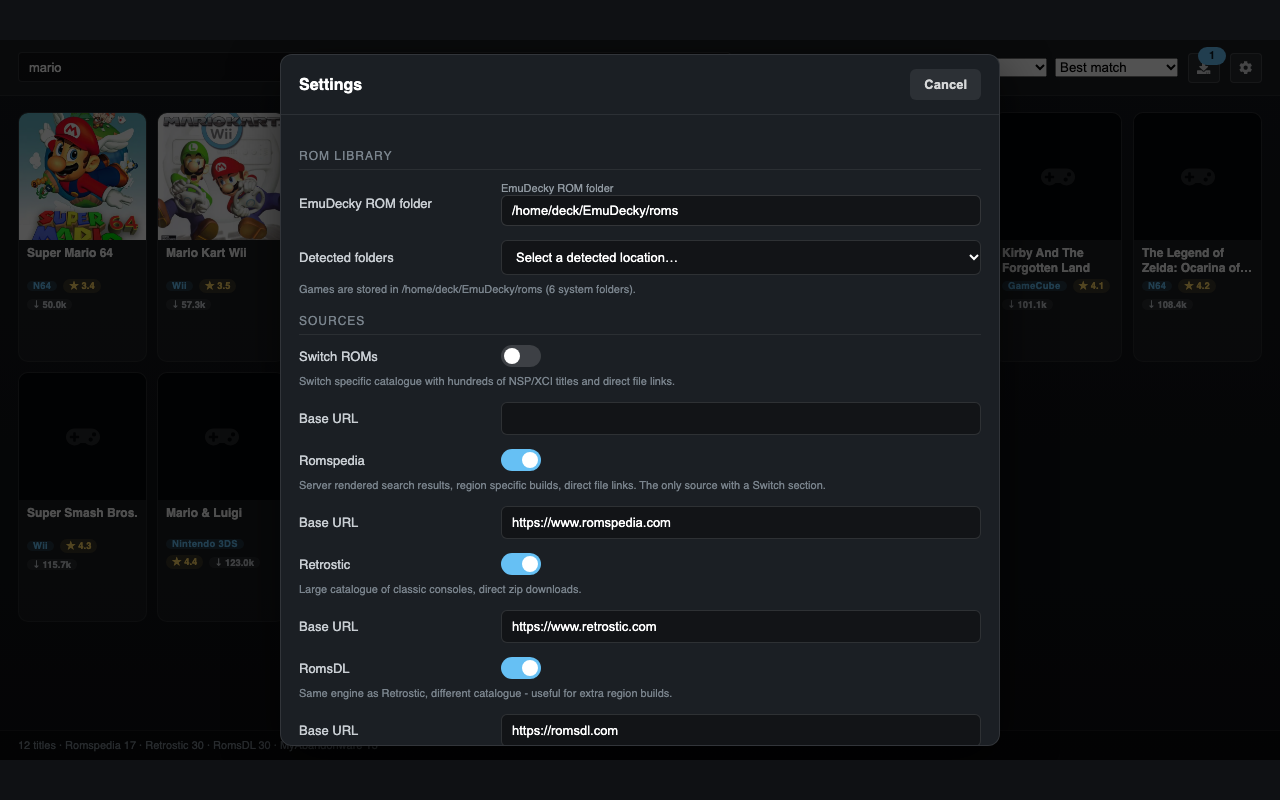 mario
Best match
1
Settings
Cancel
ROM LIBRARY
EmuDecky ROM folder
EmuDecky ROM folder
/home/deck/EmuDecky/roms
Detected folders
Select a detected location...
Games are stored in /home/deck/EmuDecky/roms (6 system folders).
SOURCES
Switch ROMs
Switch specific catalogue with hundreds of NSP/XCI titles and direct file links.
Base URL
Romspedia
Server rendered search results, region specific builds, direct file links. The only source with a Switch section.
Base URL
https://www.romspedia.com
Retrostic
Large catalogue of classic consoles, direct zip downloads.
Base URL
https://www.retrostic.com
RomsDL
Same engine as Retrostic, different catalogue - useful for extra region builds.
Base URL
https://romsdl.com
SUPER
MARIO 64
Super Mario 64
N64 ★ 3.4
↓ 50.0k
MARIOKART
Wii
Mario Kart Wii
Wii ★ 3.5
↓ 57.3k
Kirby And The
Forgotten Land
GameCube ★ 4.1
↓ 101.1k
The Legend of
Zelda: Ocarina of...
N64 ★ 4.2
↓ 108.4k
Super Smash Bros.
Wii ★ 4.3
↓ 115.7k
Mario & Luigi
Nintendo 3DS
★ 4.4 ↓ 123.0k
12 titles · Romspedia 17 · Retrostic 30 · RomsDL 30 ·